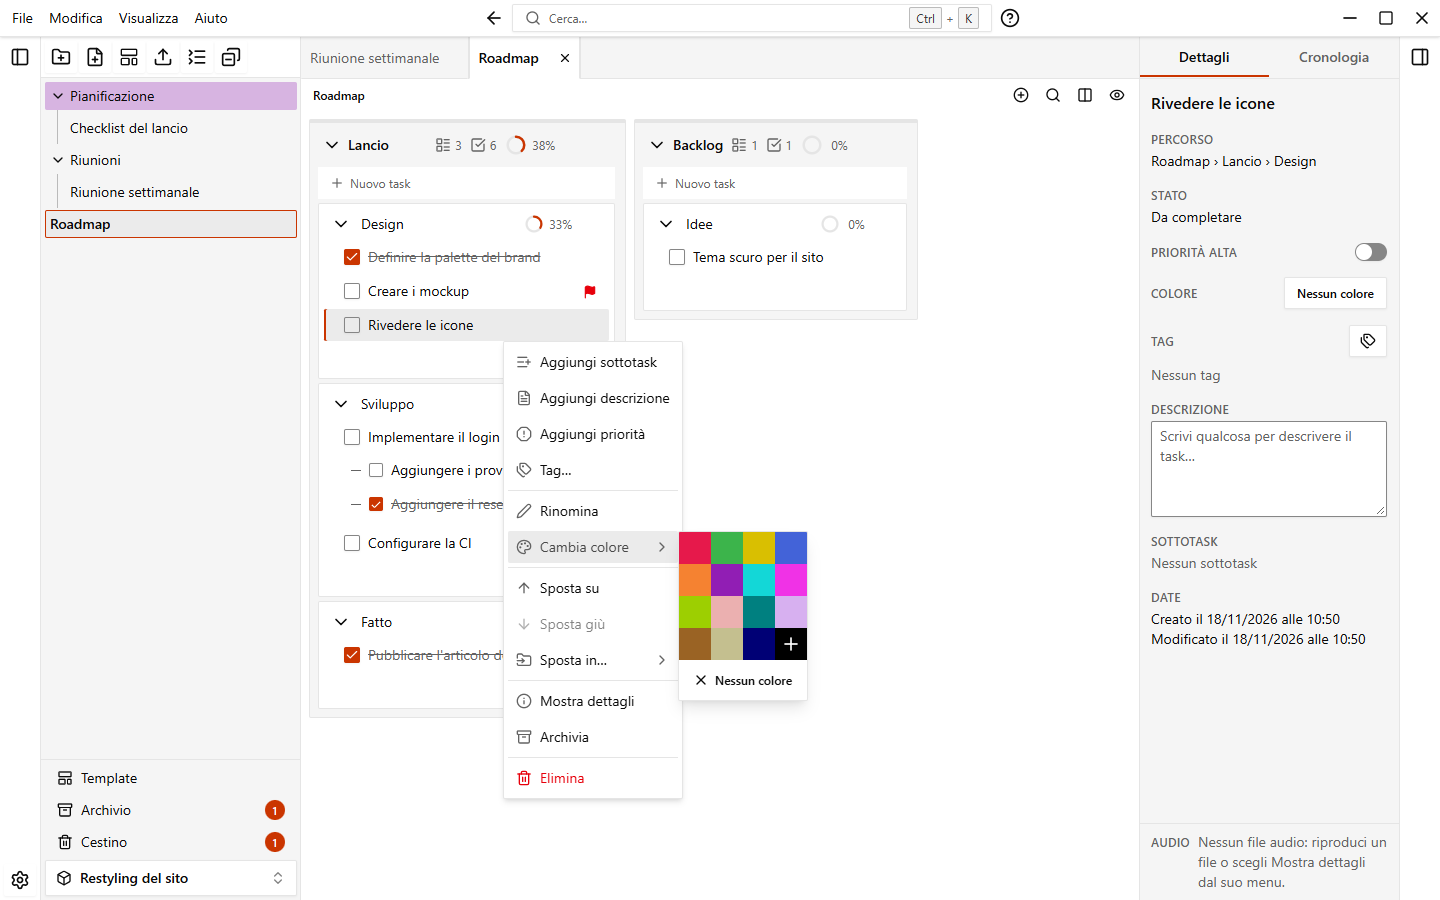 File Modifica Visualizza Aiuto
Cerca...
Ctrl + K
Pianificazione
Checklist del lancio
Riunioni
Riunione settimanale
Roadmap
Template
Archivio 1
Cestino 1
Restyling del sito
Riunione settimanale
Roadmap
Roadmap
Lancio 3 6 38%
Nuovo task
Design 33%
Definire la palette del brand
Creare i mockup
Rivedere le icone
Sviluppo
Implementare il login
Aggiungere i prov
Aggiungere il rese
Configurare la CI
Fatto
Pubblicare l'articolo d
Backlog 1 1 0%
Nuovo task
Idee 0%
Tema scuro per il sito
Aggiungi sottotask
Aggiungi descrizione
Aggiungi priorità
Tag...
Rinomina
Cambia colore
Sposta su
Sposta giù
Sposta in...
Mostra dettagli
Archivia
Elimina
Nessun colore
Dettagli
Cronologia
Rivedere le icone
PERCORSO
Roadmap › Lancio › Design
STATO
Da completare
PRIORITÀ ALTA
COLORE
Nessun colore
TAG
Nessun tag
DESCRIZIONE
Scrivi qualcosa per descrivere il
task...
SOTTOTASK
Nessun sottotask
DATE
Creato il 18/11/2026 alle 10:50
Modificato il 18/11/2026 alle 10:50
AUDIO
Nessun file audio: riproduci un
file o scegli Mostra dettagli
dal suo menu.